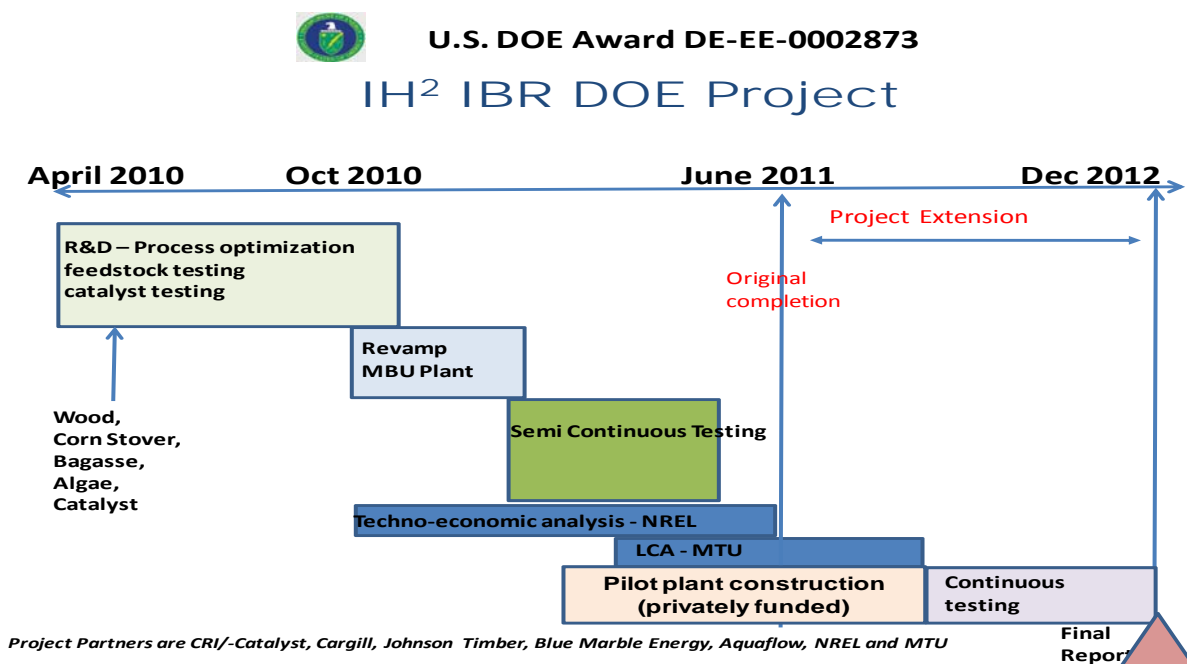 U.S. DOE Award DE-EE-0002873
IH² IBR DOE Project
April 2010 Oct 2010 June 2011 Dec 2012
Project Extension
R&D – Process optimization
feedstock testing
catalyst testing
Original
completion
Revamp
MBU Plant
Wood,
Corn Stover,
Bagasse,
Algae,
Catalyst
Semi Continuous Testing
Techno-economic analysis - NREL
LCA - MTU
Pilot plant construction
(privately funded)
Continuous
testing
Project Partners are CRI/-Catalyst, Cargill, Johnson Timber, Blue Marble Energy, Aquaflow, NREL and MTU
Final
Report